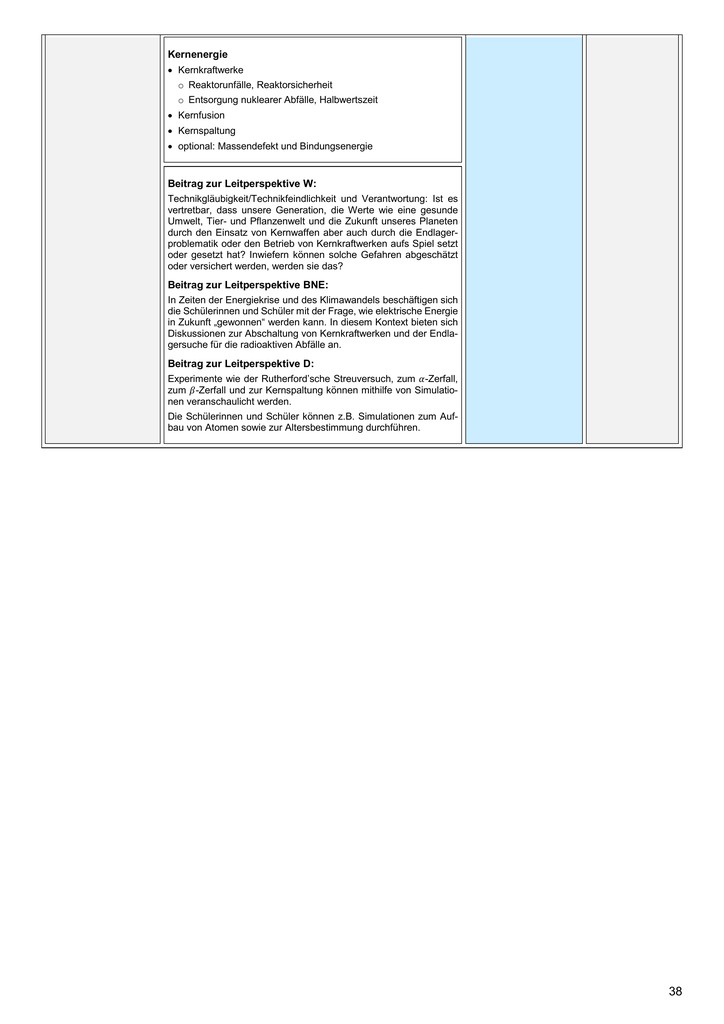 Kernenergie
• Kernkraftwerke
o Reaktorunfälle, Reaktorsicherheit
o Entsorgung nuklearer Abfälle, Halbwertszeit
• Kernfusion
• Kernspaltung
• optional: Massendefekt und Bindungsenergie
Beitrag zur Leitperspektive W:
Technikgläubigkeit/Technikfeindlichkeit und Verantwortung: Ist es
vertretbar, dass unsere Generation, die Werte wie eine gesunde
Umwelt, Tier- und Pflanzenwelt und die Zukunft unseres Planeten
durch den Einsatz von Kernwaffen aber auch durch die Endlager-
problematik oder den Betrieb von Kernkraftwerken aufs Spiel setzt
oder gesetzt hat? Inwiefern können solche Gefahren abgeschätzt
oder versichert werden, werden sie das?
Beitrag zur Leitperspektive BNE:
In Zeiten der Energiekrise und des Klimawandels beschäftigen sich
die Schülerinnen und Schüler mit der Frage, wie elektrische Energie
in Zukunft „gewonnen“ werden kann. In diesem Kontext bieten sich
Diskussionen zur Abschaltung von Kernkraftwerken und der Endla-
gersuche für die radioaktiven Abfälle an.
Beitrag zur Leitperspektive D:
Experimente wie der Rutherford’sche Streuversuch, zum α-Zerfall,
zum β-Zerfall und zur Kernspaltung können mithilfe von Simulatio-
nen veranschaulicht werden.
Die Schülerinnen und Schüler können z.B. Simulationen zum Auf-
bau von Atomen sowie zur Altersbestimmung durchführen.
38